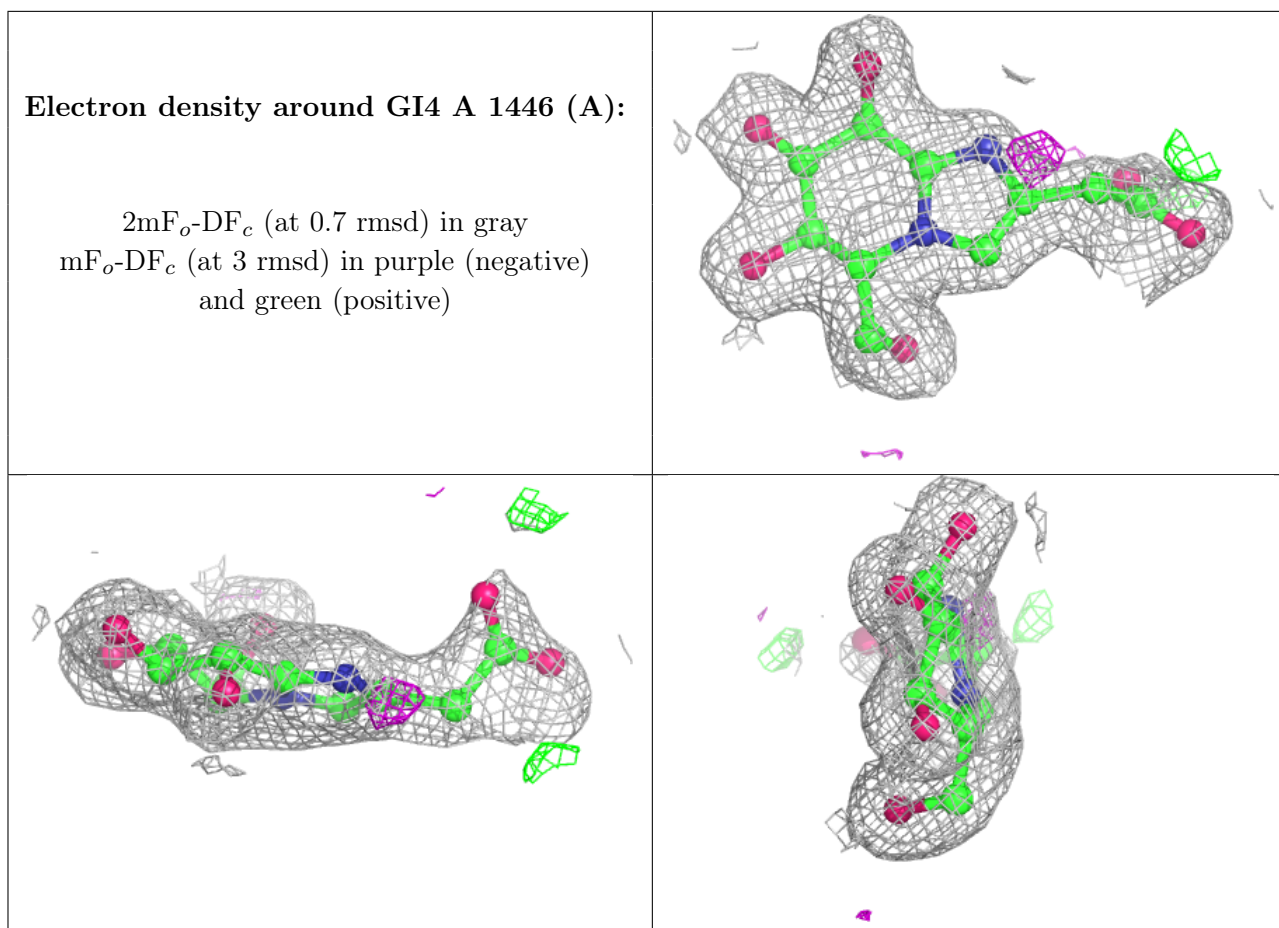 Electron density around GI4 A 1446 (A):
2mFₒ-DF𝑐 (at 0.7 rmsd) in gray
mFₒ-DF𝑐 (at 3 rmsd) in purple (negative)
and green (positive)